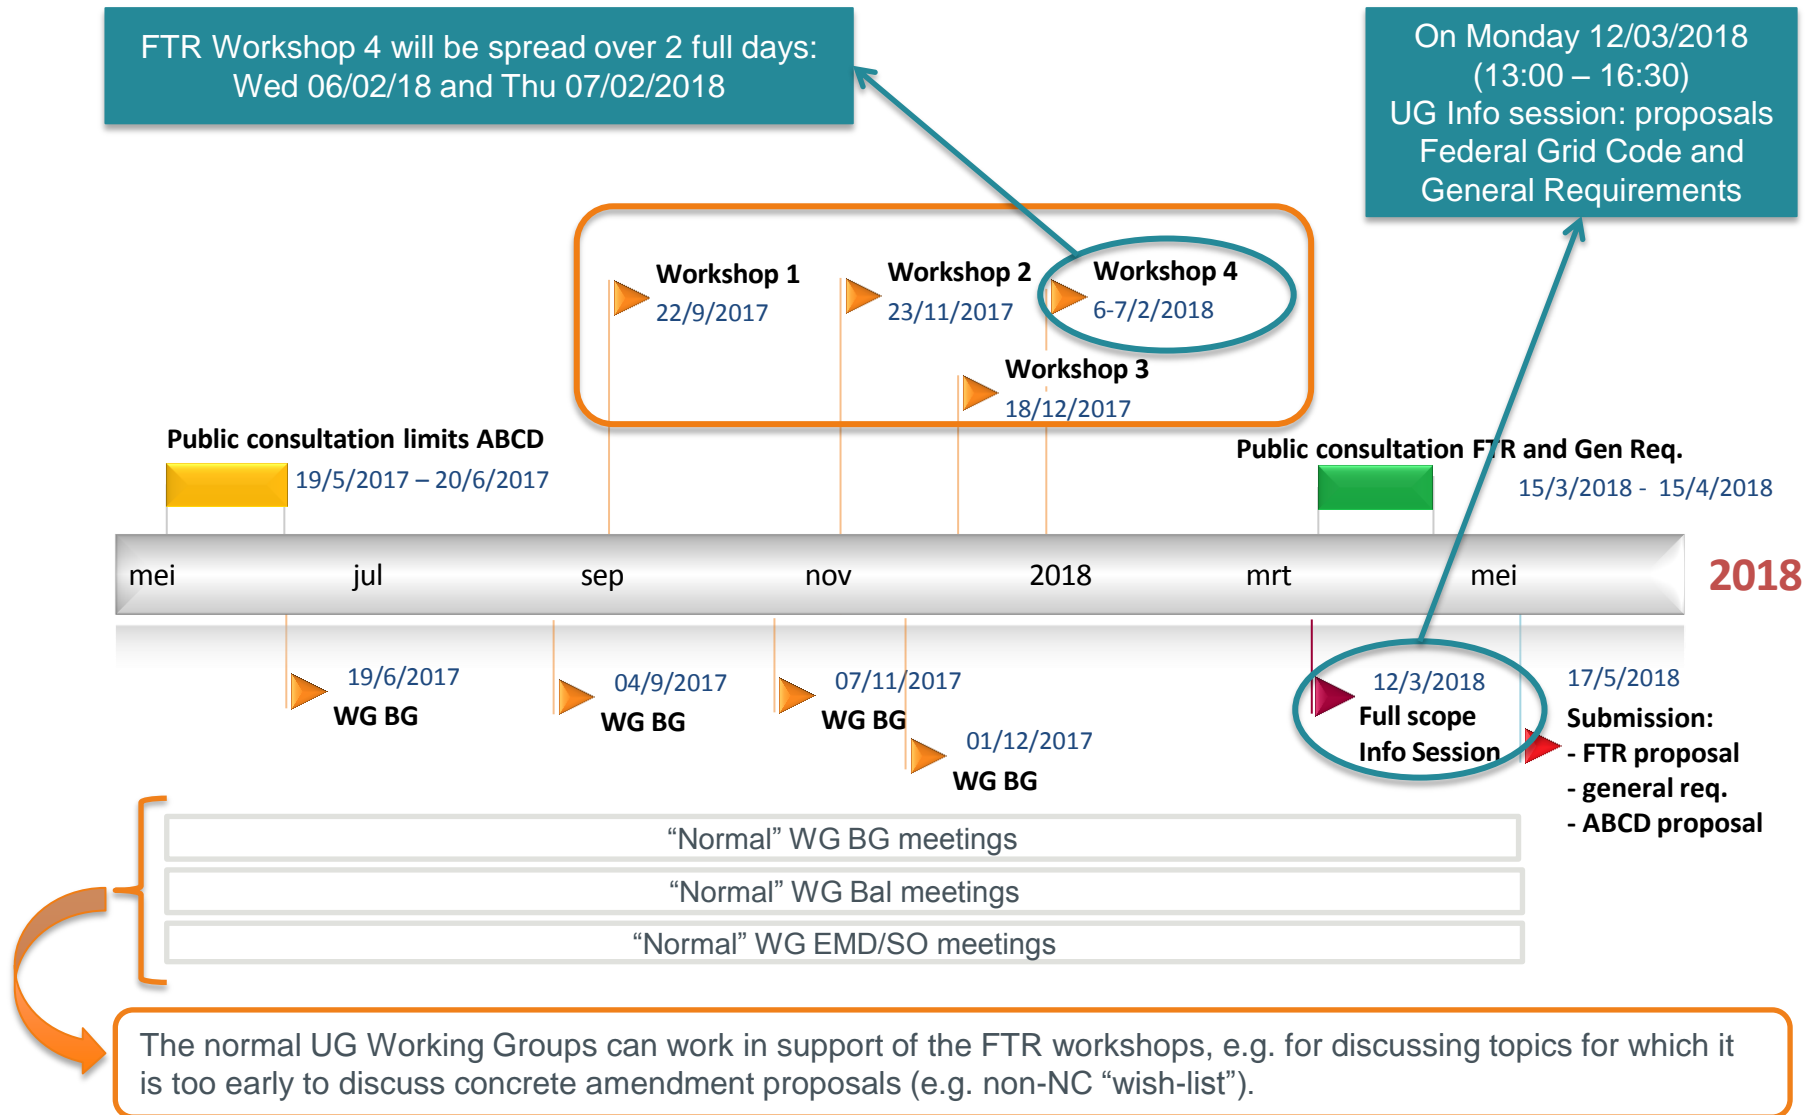 FTR Workshop 4 will be spread over 2 full days:
Wed 06/02/18 and Thu 07/02/2018
On Monday 12/03/2018
(13:00 – 16:30)
UG Info session: proposals
Federal Grid Code and
General Requirements
Workshop 1
22/9/2017
Workshop 2
23/11/2017
Workshop 4
6-7/2/2018
Workshop 3
18/12/2017
Public consultation limits ABCD
19/5/2017 – 20/6/2017
Public consultation FTR and Gen Req.
15/3/2018 - 15/4/2018
mei jul sep nov 2018 mrt mei
2018
19/6/2017
WG BG
04/9/2017
WG BG
07/11/2017
WG BG
01/12/2017
WG BG
12/3/2018
Full scope
Info Session
17/5/2018
Submission:
- FTR proposal
- general req.
- ABCD proposal
“Normal” WG BG meetings
“Normal” WG Bal meetings
“Normal” WG EMD/SO meetings
The normal UG Working Groups can work in support of the FTR workshops, e.g. for discussing topics for which it
is too early to discuss concrete amendment proposals (e.g. non-NC “wish-list”).